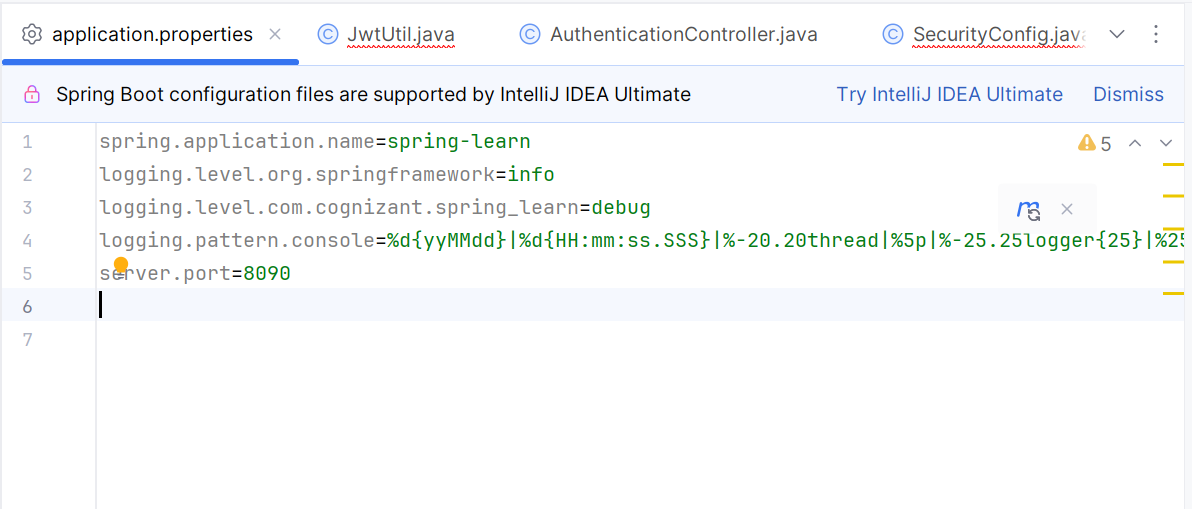 application.properties
JwtUtil.java
AuthenticationController.java
SecurityConfig.java
Spring Boot configuration files are supported by IntelliJ IDEA Ultimate
Try IntelliJ IDEA Ultimate
Dismiss
1 spring.application.name=spring-learn
5
2 logging.level.org.springframework=info
3 logging.level.com.cognizant.spring_learn=debug
4 logging.pattern.console=%d{yyMMdd}|%d{HH:mm:ss.SSS}|%-20.20thread|%5p|%-25.25logger{25}|%25
5 server.port=8090
6
7